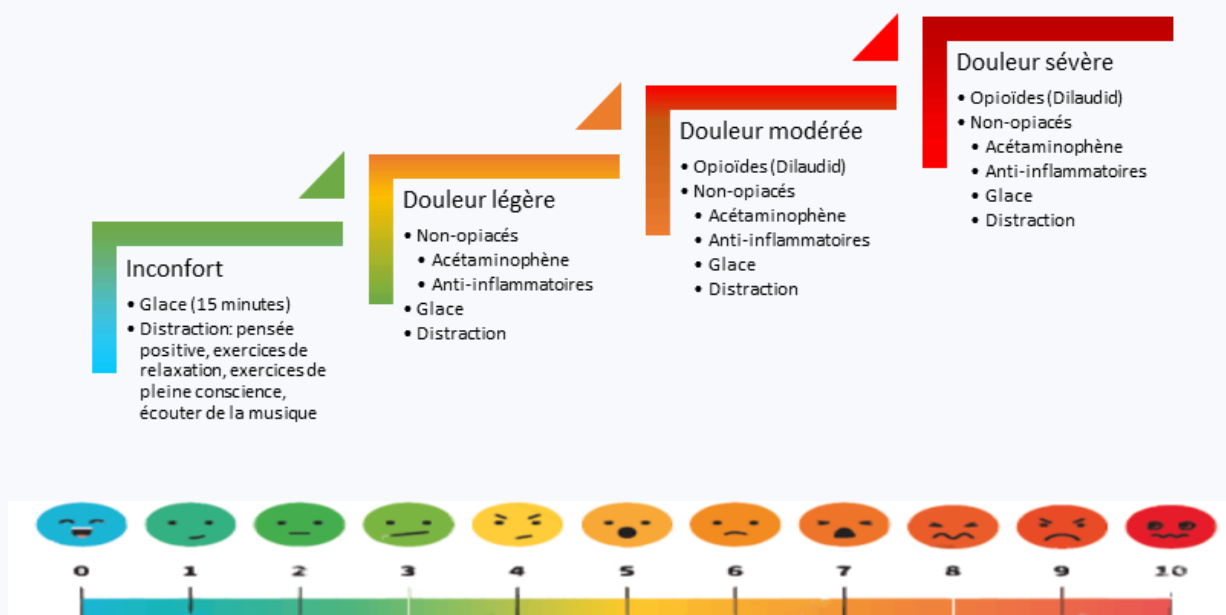 Inconfort
• Glace (15 minutes)
• Distraction: pensée
positive, exercices de
relaxation, exercices de
pleine conscience,
écouter de la musique
Douleur légère
• Non-opiacés
• Acétaminophène
• Anti-inflammatoires
• Glace
• Distraction
Douleur modérée
• Opioïdes (Dilaudid)
• Non-opiacés
• Acétaminophène
• Anti-inflammatoires
• Glace
• Distraction
Douleur sévère
• Opioïdes (Dilaudid)
• Non-opiacés
• Acétaminophène
• Anti-inflammatoires
• Glace
• Distraction
0 1 2 3 4 5 6 7 8 9 10